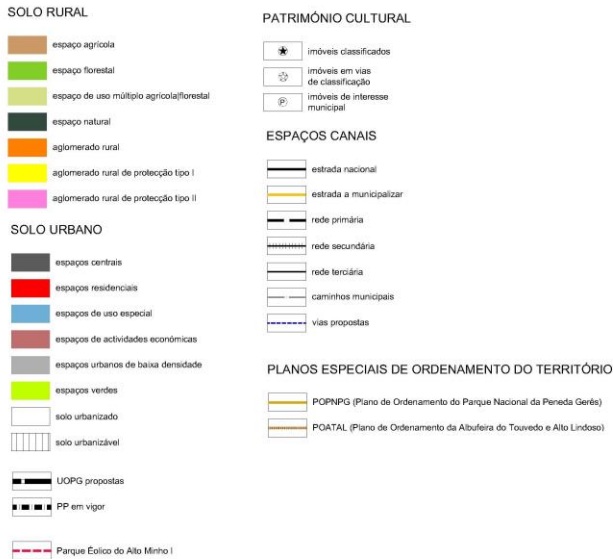 SOLO RURAL
espaço agrícola
espaço florestal
espaço de uso múltiplo agrícola|florestal
espaço natural
aglomerado rural
aglomerado rural de protecção tipo I
aglomerado rural de protecção tipo II
SOLO URBANO
espaços centrais
espaços residenciais
espaços de uso especial
espaços de actividades económicas
espaços urbanos de baixa densidade
espaços verdes
solo urbanizado
solo urbanizável
UOPG propostas
PP em vigor
Parque Éolico do Alto Minho I
PATRIMÓNIO CULTURAL
imóveis classificados
imóveis em vias
de classificação
P
imóveis de interesse
municipal
ESPAÇOS CANAIS
estrada nacional
estrada a municipalizar
rede primária
rede secundária
rede terciária
caminhos municipais
vias propostas
PLANOS ESPECIAIS DE ORDENAMENTO DO TERRITÓRIO
POPNPG (Plano de Ordenamento do Parque Nacional da Peneda Gerês)
POATAL (Plano de Ordenamento da Albufeira do Touvedo e Alto Lindoso)